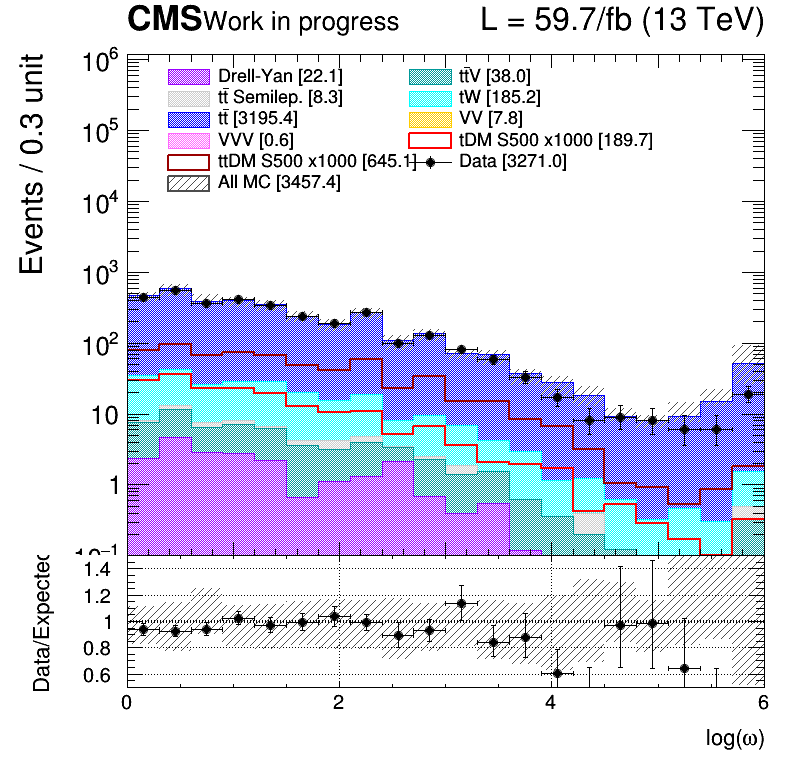 CMS Work in progress L = 59.7/fb (13 TeV)
Events / 0.3 unit
10⁶
10⁵
10⁴
10³
10²
10
1
10⁻¹
Drell-Yan [22.1] tt̄V [38.0]
tt̄ Semilep. [8.3] tW [185.2]
tt̄ [3195.4] VV [7.8]
VVV [0.6] tDM S500 x1000 [189.7]
ttDM S500 x1000 [645.1] Data [3271.0]
All MC [3457.4]
Data/Expected
1.4
1.2
1
0.8
0.6
0 2 4 6
log(ω)